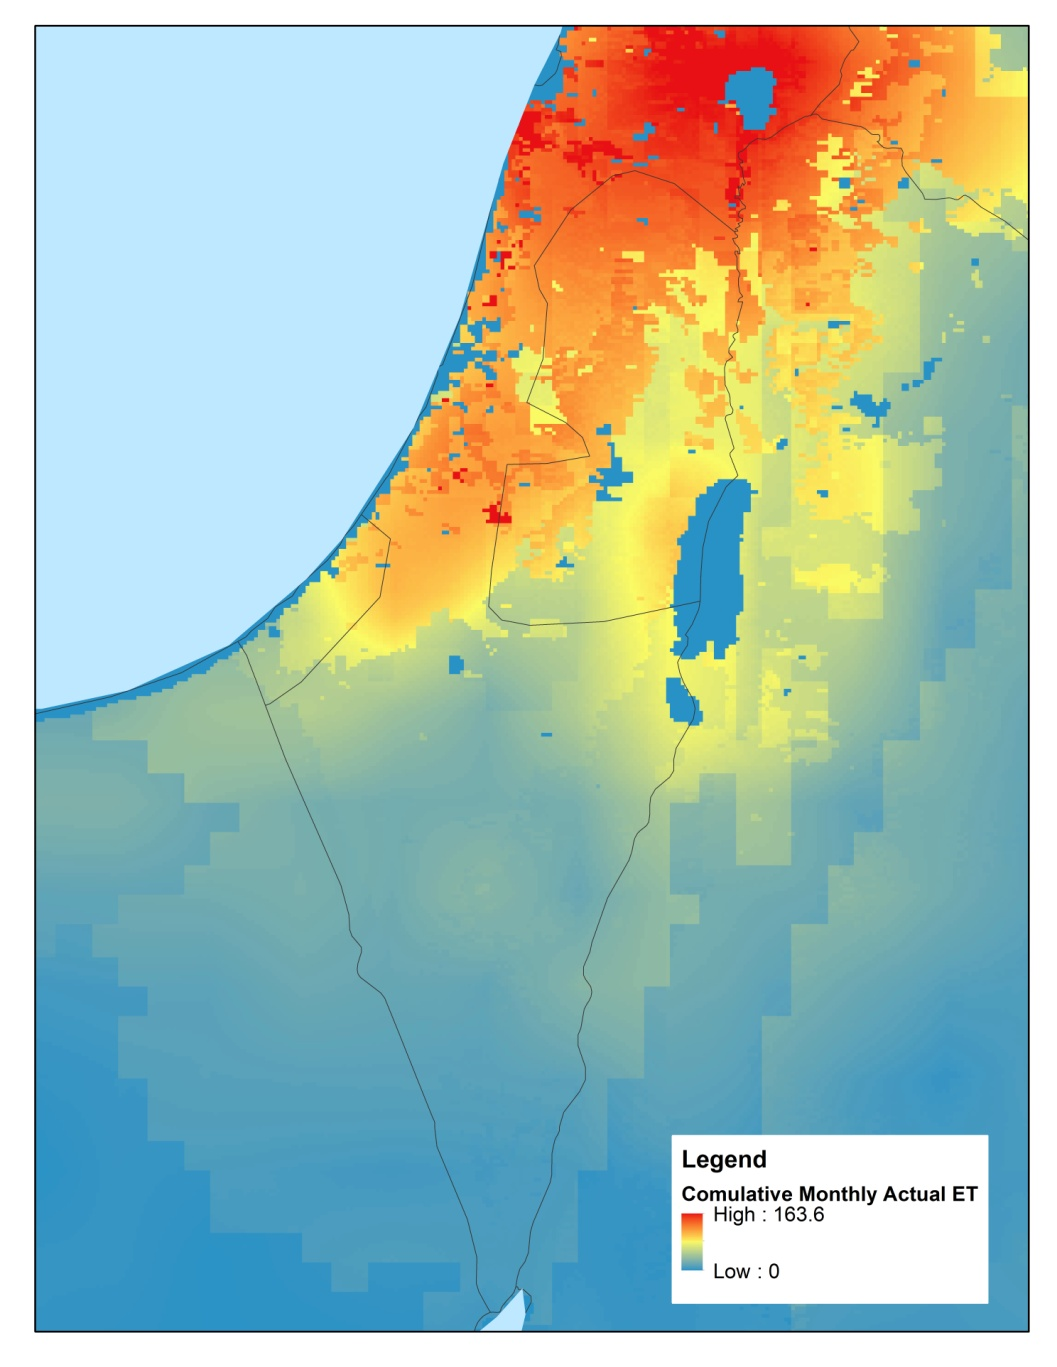 Legend
Comulative Monthly Actual ET
High : 163.6
Low : 0